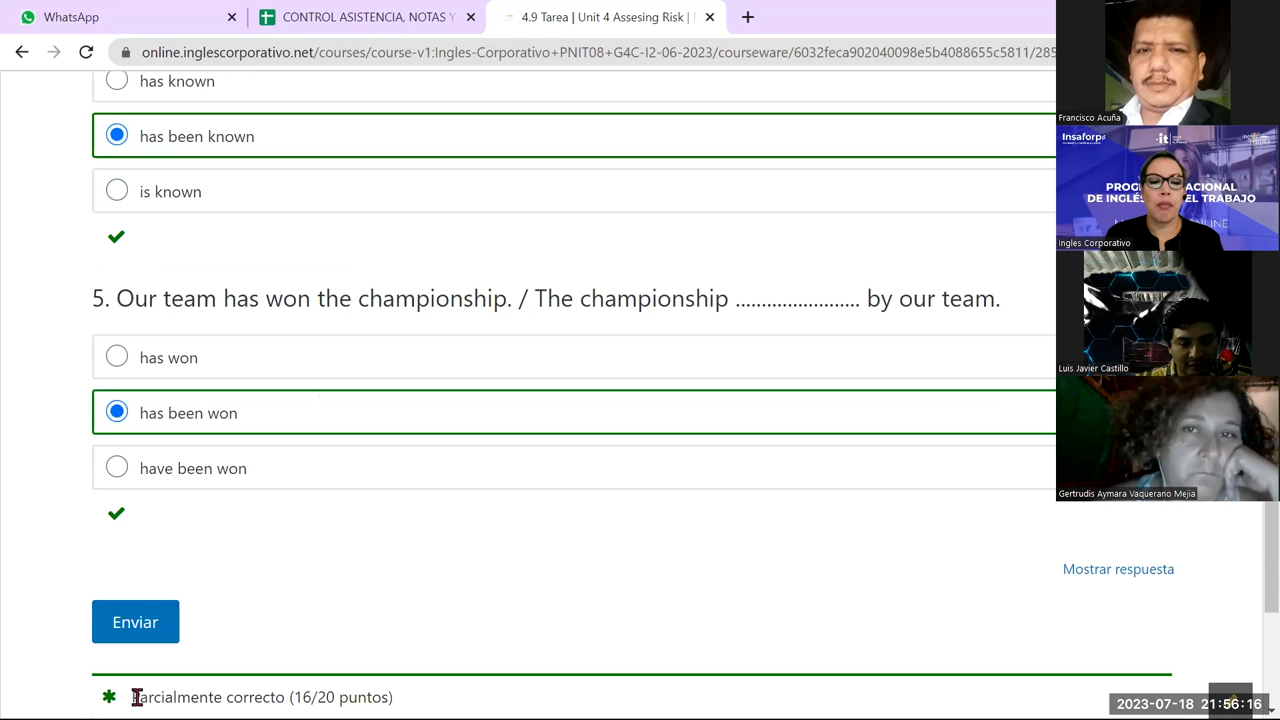 WhatsApp
CONTROL ASISTENCIA, NOTAS Y
4.9 Tarea | Unit 4 Assesing Risk |
online.inglescorporativo.net/courses/course-v1:Ingles-Corporativo+PNIT08+G4C-I2-06-2023/courseware/6032feca902040098e5b4088655c5811/285
has known
has been known
is known
5. Our team has won the championship. / The championship ........................ by our team.
has won
has been won
have been won
Mostrar respuesta
Enviar
Parcialmente correcto (16/20 puntos)
Francisco Acuña
Insaforp
it
DE INGLÉS EL TRABAJO
Ingles Corporativo
Luis Javier Castillo
Gertrudis Aymara Vaquerano Mejia
2023-07-18 21:56:16